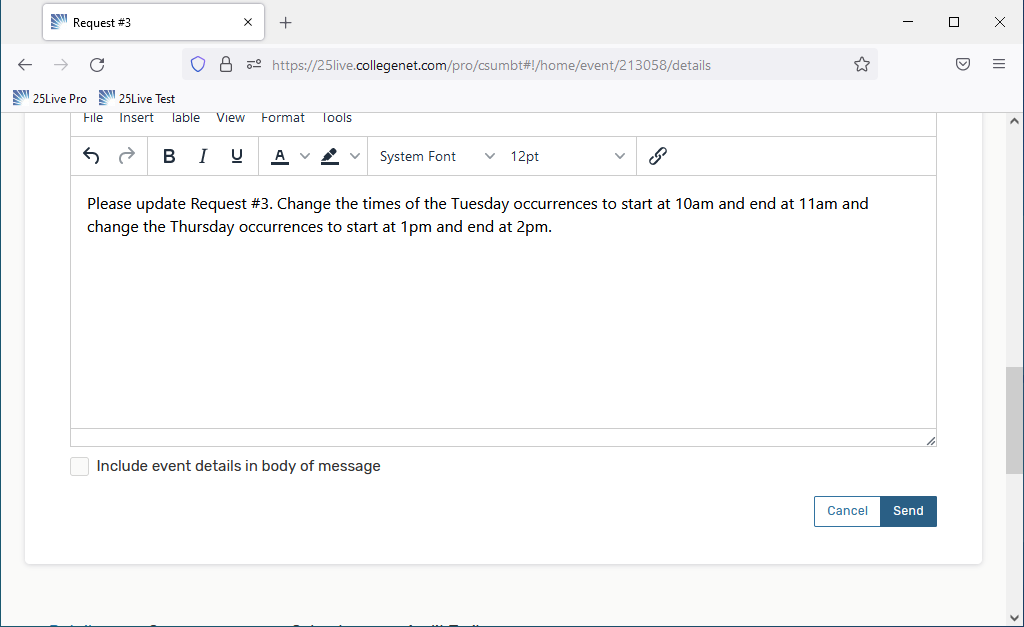 Request #3
https://25live.collegenet.com/pro/csumbt#!/home/event/213058/details
25Live Pro 25Live Test
File Insert Table View Format Tools
B I U A System Font 12pt
Please update Request #3. Change the times of the Tuesday occurrences to start at 10am and end at 11am and
change the Thursday occurrences to start at 1pm and end at 2pm.
Include event details in body of message
Cancel Send